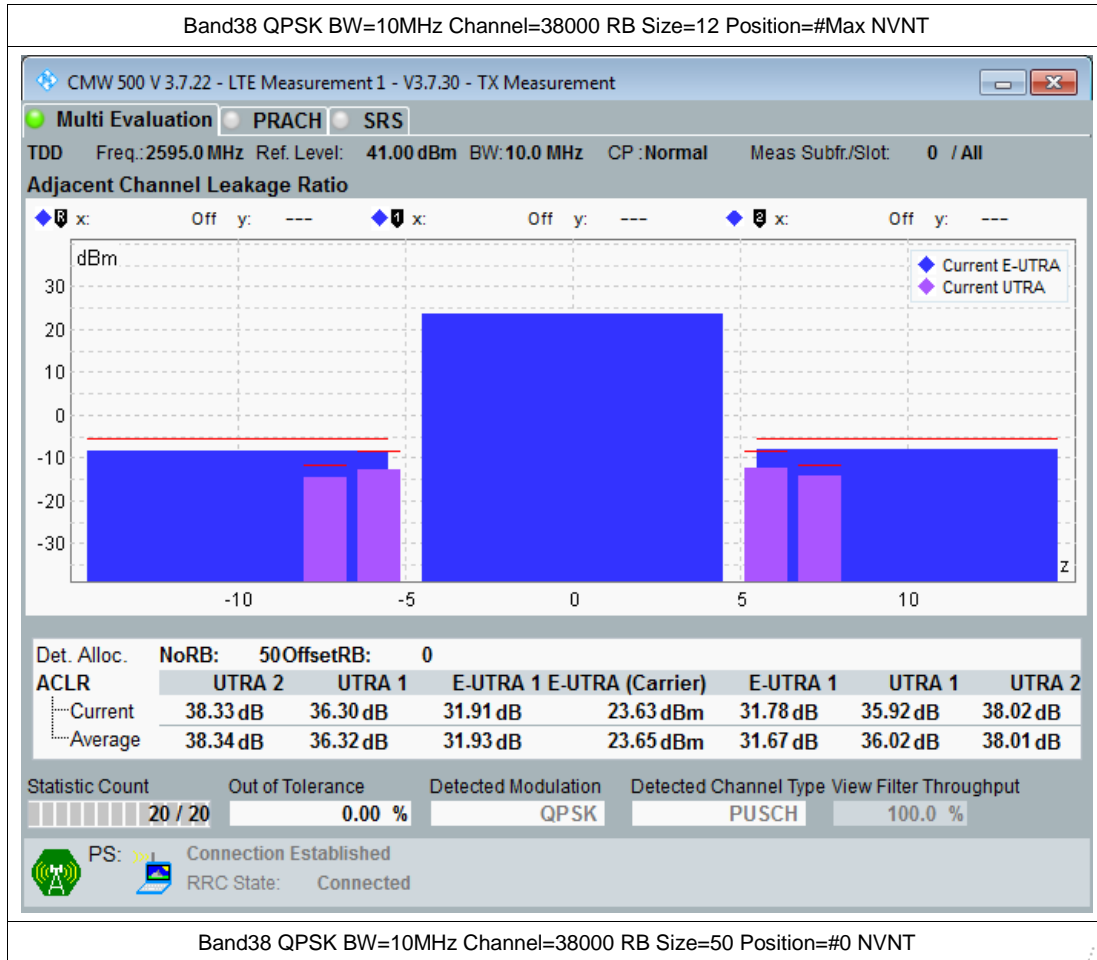 Band38 QPSK BW=10MHz Channel=38000 RB Size=12 Position=#Max NVNT
CMW 500 V 3.7.22 - LTE Measurement 1 - V3.7.30 - TX Measurement
Multi Evaluation PRACH SRS
TDD Freq.:2595.0 MHz Ref. Level: 41.00 dBm BW:10.0 MHz CP :Normal Meas Subfr./Slot: 0 / All
Adjacent Channel Leakage Ratio
R x: Off y: --- 1 x: Off y: --- 2 x: Off y: ---
dBm
Current E-UTRA
Current UTRA
30
20
10
0
-10
-20
-30
z
-10 -5 0 5 10
Det. Alloc. NoRB: 50 OffsetRB: 0
ACLR UTRA 2 UTRA 1 E-UTRA 1 E-UTRA (Carrier) E-UTRA 1 UTRA 1 UTRA 2
Current 38.33 dB 36.30 dB 31.91 dB 23.63 dBm 31.78 dB 35.92 dB 38.02 dB
Average 38.34 dB 36.32 dB 31.93 dB 23.65 dBm 31.67 dB 36.02 dB 38.01 dB
Statistic Count Out of Tolerance Detected Modulation Detected Channel Type View Filter Throughput
20 / 20 0.00 % QPSK PUSCH 100.0 %
PS: Connection Established
RRC State: Connected
Band38 QPSK BW=10MHz Channel=38000 RB Size=50 Position=#0 NVNT